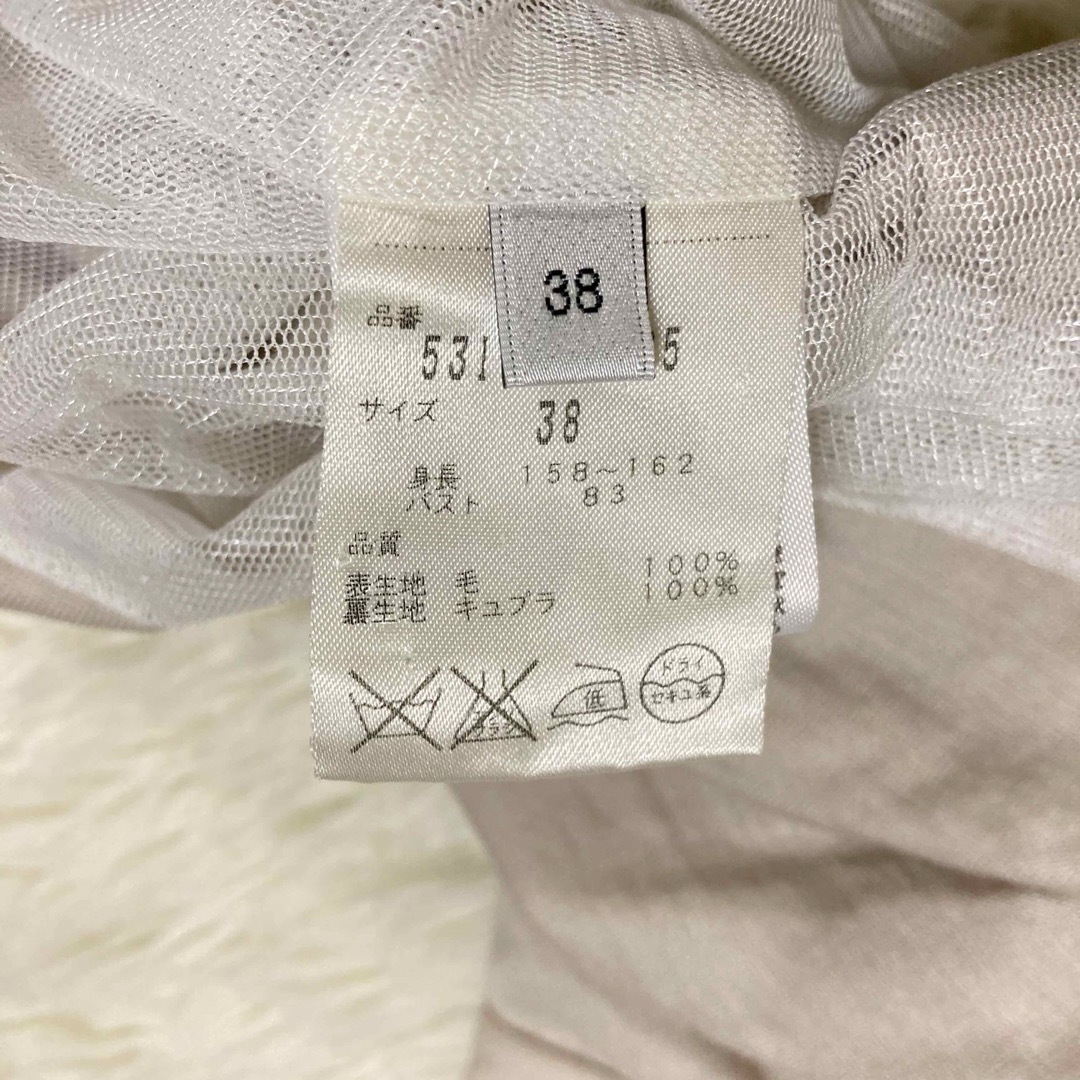 38
品番
531 5
サイズ 38
身長 158～162
バスト 83
品質
表生地 毛 100%
裏生地 キュプラ 100%
低
ドライ
セキユ系